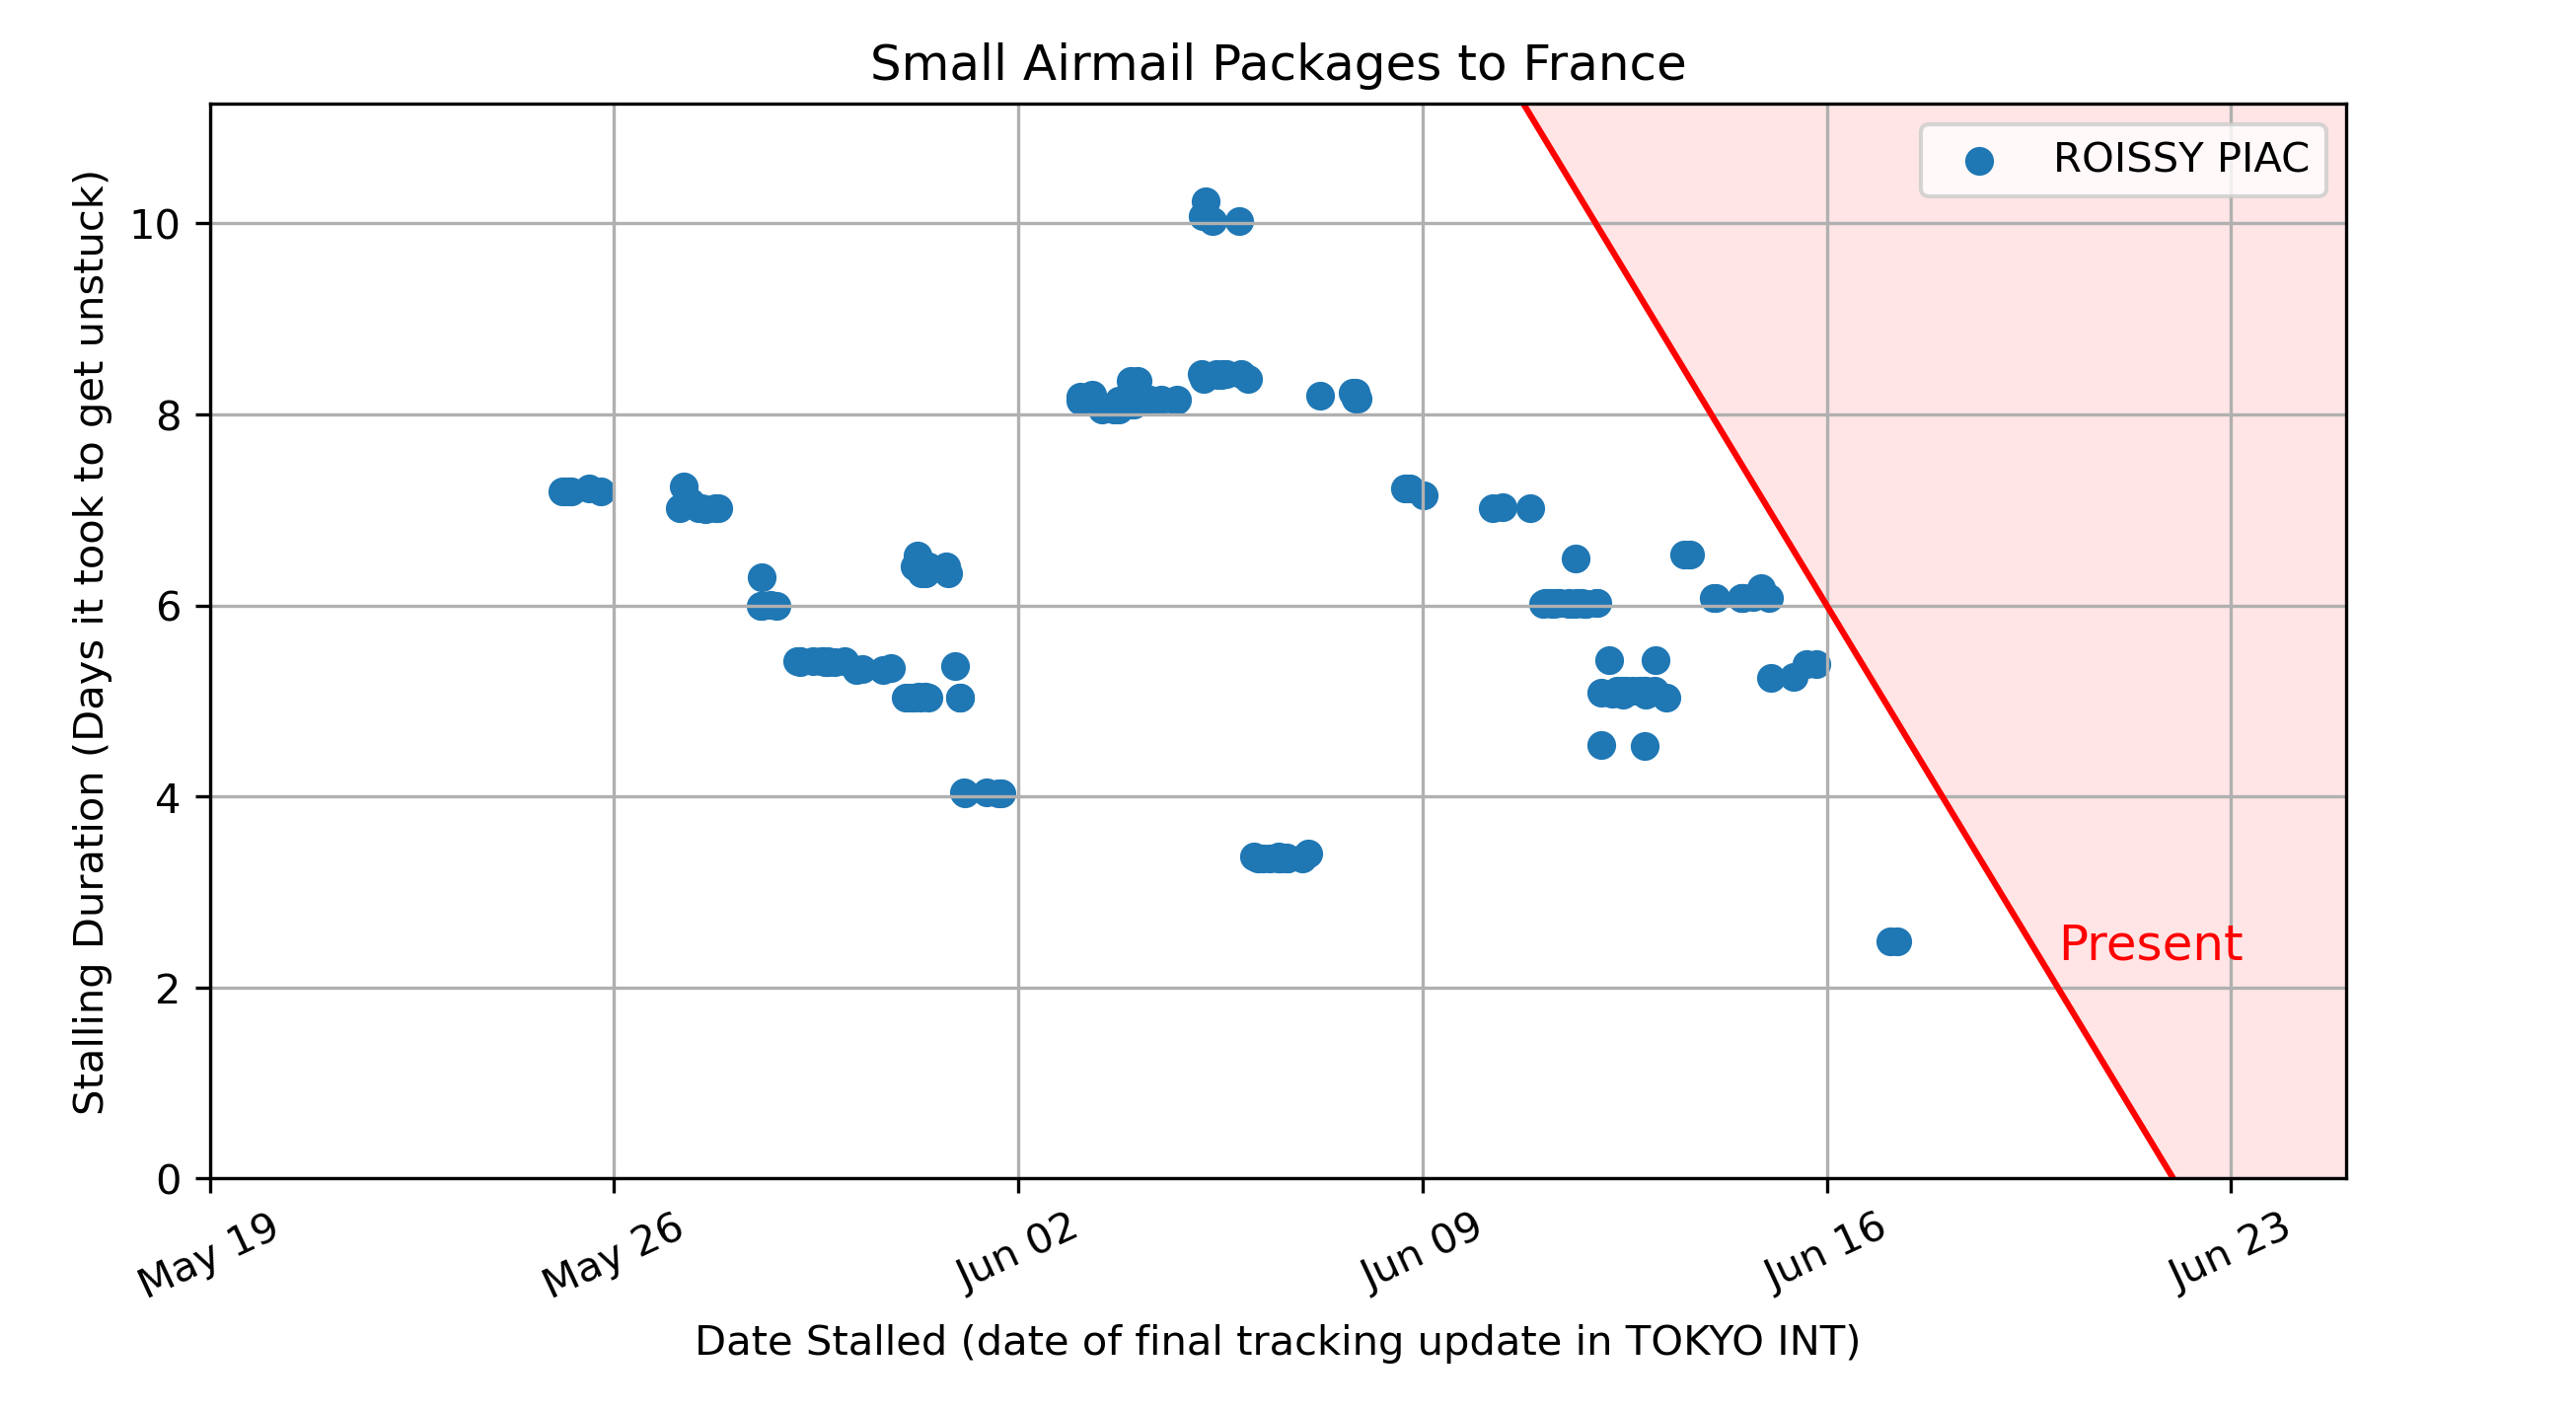 Small Airmail Packages to France
Stalling Duration (Days it took to get unstuck)
10
8
6
4
2
0
ROISSY PIAC
Present
May 19
May 26
Jun 02
Jun 09
Jun 16
Jun 23
Date Stalled (date of final tracking update in TOKYO INT)